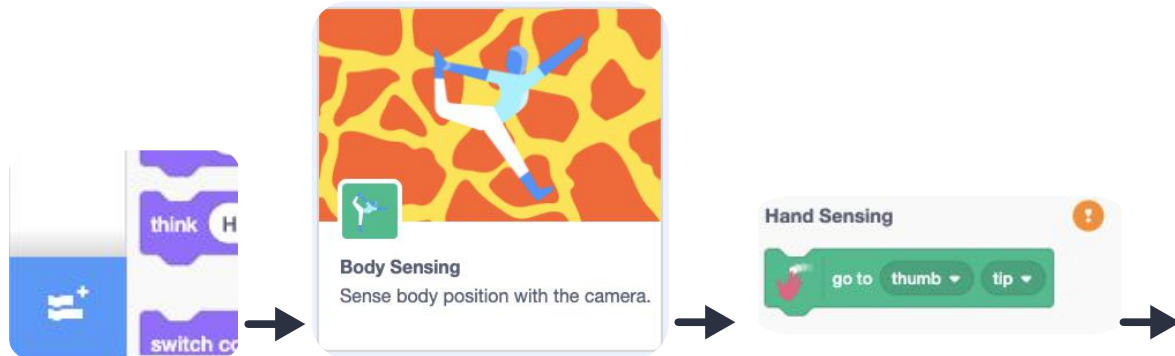 think H
switch co
Body Sensing
Sense body position with the camera.
Hand Sensing
go to thumb tip